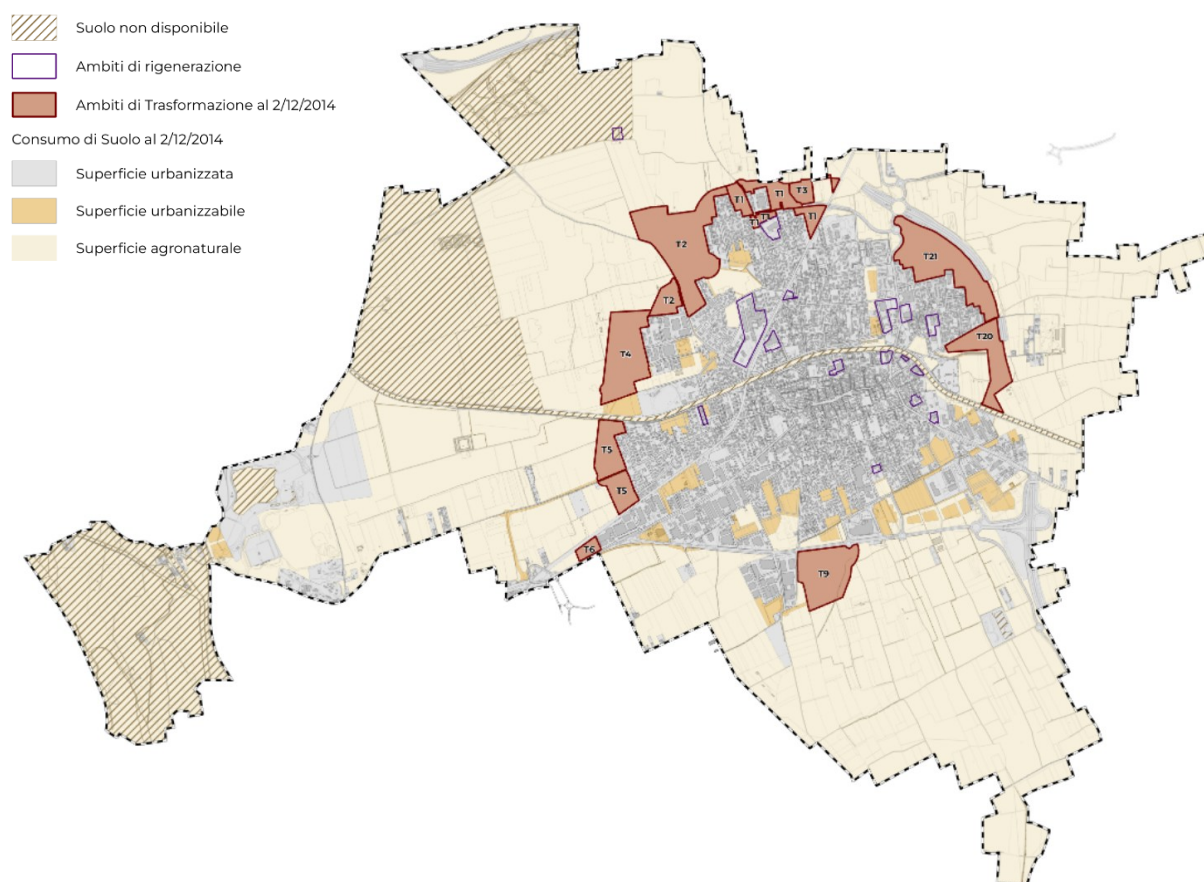 Suolo non disponibile
Ambiti di rigenerazione
Ambiti di Trasformazione al 2/12/2014
Consumo di Suolo al 2/12/2014
Superficie urbanizzata
Superficie urbanizzabile
Superficie agronaturale
T1
T1
T3
T1
T1
T1
T2
T21
T2
T20
T4
T5
T5
T6
T9